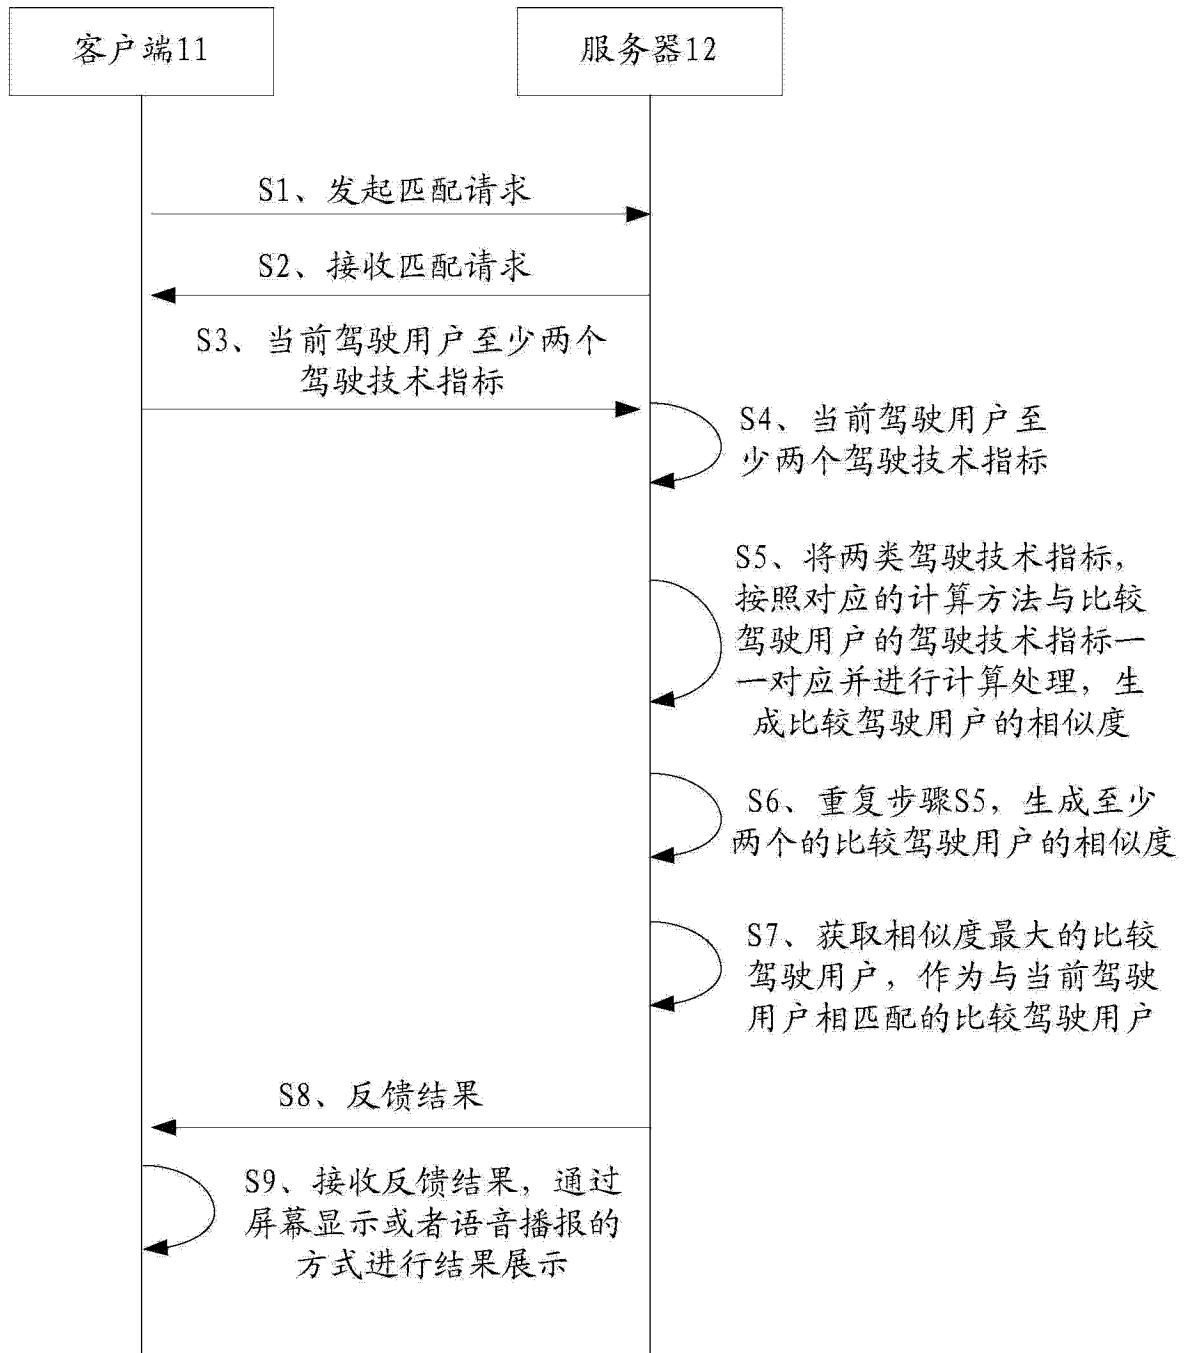 客户端11
服务器12
S1、发起匹配请求
S2、接收匹配请求
S3、当前驾驶用户至少两个
驾驶技术指标
S4、当前驾驶用户至
少两个驾驶技术指标
S5、将两类驾驶技术指标，
按照对应的计算方法与比较
驾驶用户的驾驶技术指标一
一对应并进行计算处理，生
成比较驾驶用户的相似度
S6、重复步骤S5，生成至少
两个的比较驾驶用户的相似度
S7、获取相似度最大的比较
驾驶用户，作为与当前驾驶
用户相匹配的比较驾驶用户
S8、反馈结果
S9、接收反馈结果，通过
屏幕显示或者语音播报的
方式进行结果展示